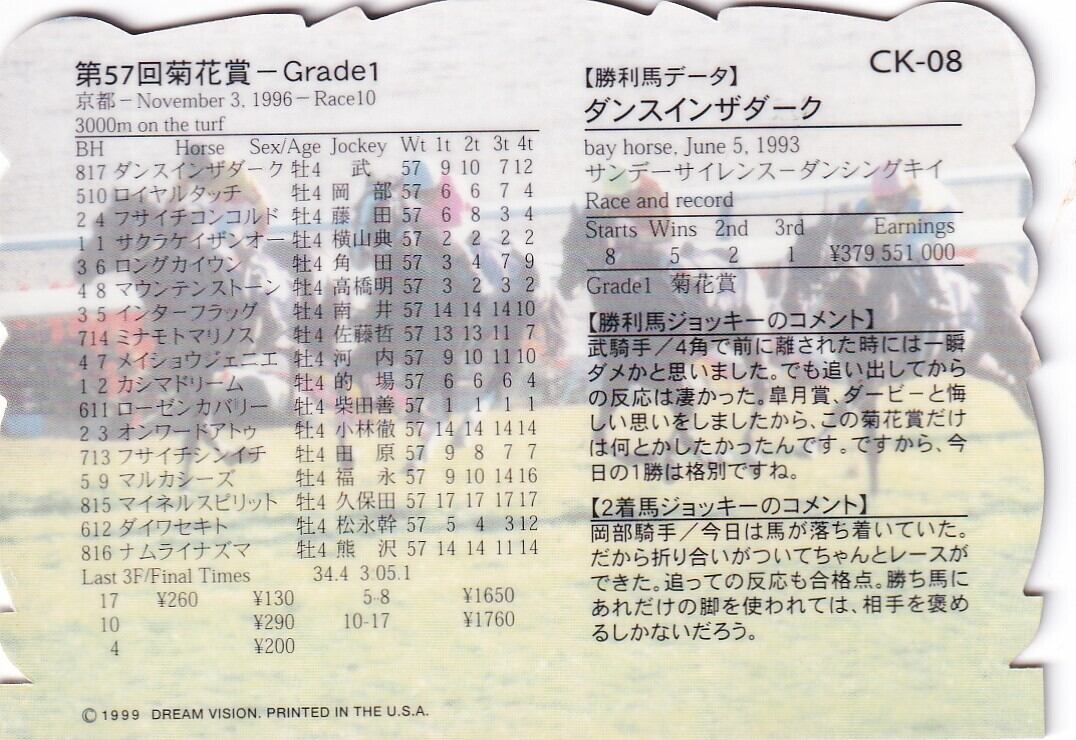 第57回菊花賞－Grade1
京都－November 3, 1996－Race10
3000m on the turf
BH Horse Sex/Age Jockey Wt 1t 2t 3t 4t
817 ダンスインザダーク 牡4 武 57 9 10 7 12
510 ロイヤルタッチ 牡4 岡部 57 6 6 7 4
2 4 フサイチコンコルド 牡4 藤田 57 6 8 3 4
1 1 サクラケイザンオー 牡4 横山典 57 2 2 2 2
3 6 ロングカイウン 牡4 角田 57 3 4 7 9
4 8 マウンテンストーン 牡4 高橋明 57 3 2 3 2
3 5 インターフラッグ 牡4 南井 57 14 14 14 10
714 ミナモトマリノス 牡4 佐藤哲 57 13 13 11 7
4 7 メイショウジェニエ 牡4 河内 57 9 10 11 10
1 2 カシマドリーム 牡4 的場 57 6 6 6 4
611 ローゼンカバリー 牡4 柴田善 57 1 1 1 1
2 3 オンワードアトゥ 牡4 小林徹 57 14 14 14 14
713 フサイチシンイチ 牡4 田原 57 9 8 7 7
5 9 マルカシーズ 牡4 福永 57 9 10 14 16
815 マイネルスピリット 牡4 久保田 57 17 17 17 17
612 ダイワセキト 牡4 松永幹 57 5 4 3 12
816 ナムライナズマ 牡4 熊沢 57 14 14 11 14
Last 3F/Final Times 34.4 3:05.1
17 ¥260 ¥130 5-8 ¥1650
10 ¥290 10-17 ¥1760
4 ¥200
©1999 DREAM VISION. PRINTED IN THE U.S.A.
CK-08
【勝利馬データ】
ダンスインザダーク
bay horse, June 5, 1993
サンデーサイレンス－ダンシングキイ
Race and record
Starts Wins 2nd 3rd Earnings
8 5 2 1 ¥379,551,000
Grade1 菊花賞
【勝利馬ジョッキーのコメント】
武騎手／4角で前に離された時には一瞬
ダメかと思いました。でも追い出してから
の反応は凄かった。皐月賞、ダービーと悔
しい思いをしましたから、この菊花賞だけ
は何とかしたかったんです。ですから、今
日の1勝は格別ですね。
【2着馬ジョッキーのコメント】
岡部騎手／今日は馬が落ち着いていた。
だから折り合いがついてちゃんとレースが
できた。追っての反応も合格点。勝ち馬に
あれだけの脚を使われては、相手を褒め
るしかないだろう。